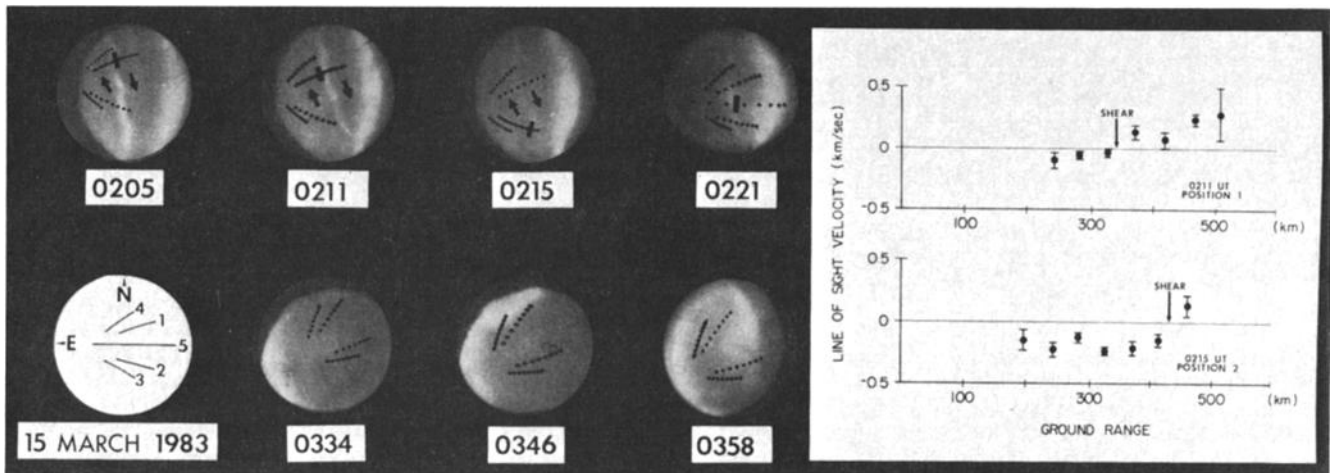 0205
0211
0215
0221
N
4
1
-E
5
2
3
15 MARCH 1983
0334
0346
0358
LINE OF SIGHT VELOCITY (km/sec)
0.5
SHEAR
0
0211 UT
POSITION 1
-0.5
100
300
500
(km)
0.5
SHEAR
0
0215 UT
POSITION 2
-0.5
100
300
500
(km)
GROUND RANGE